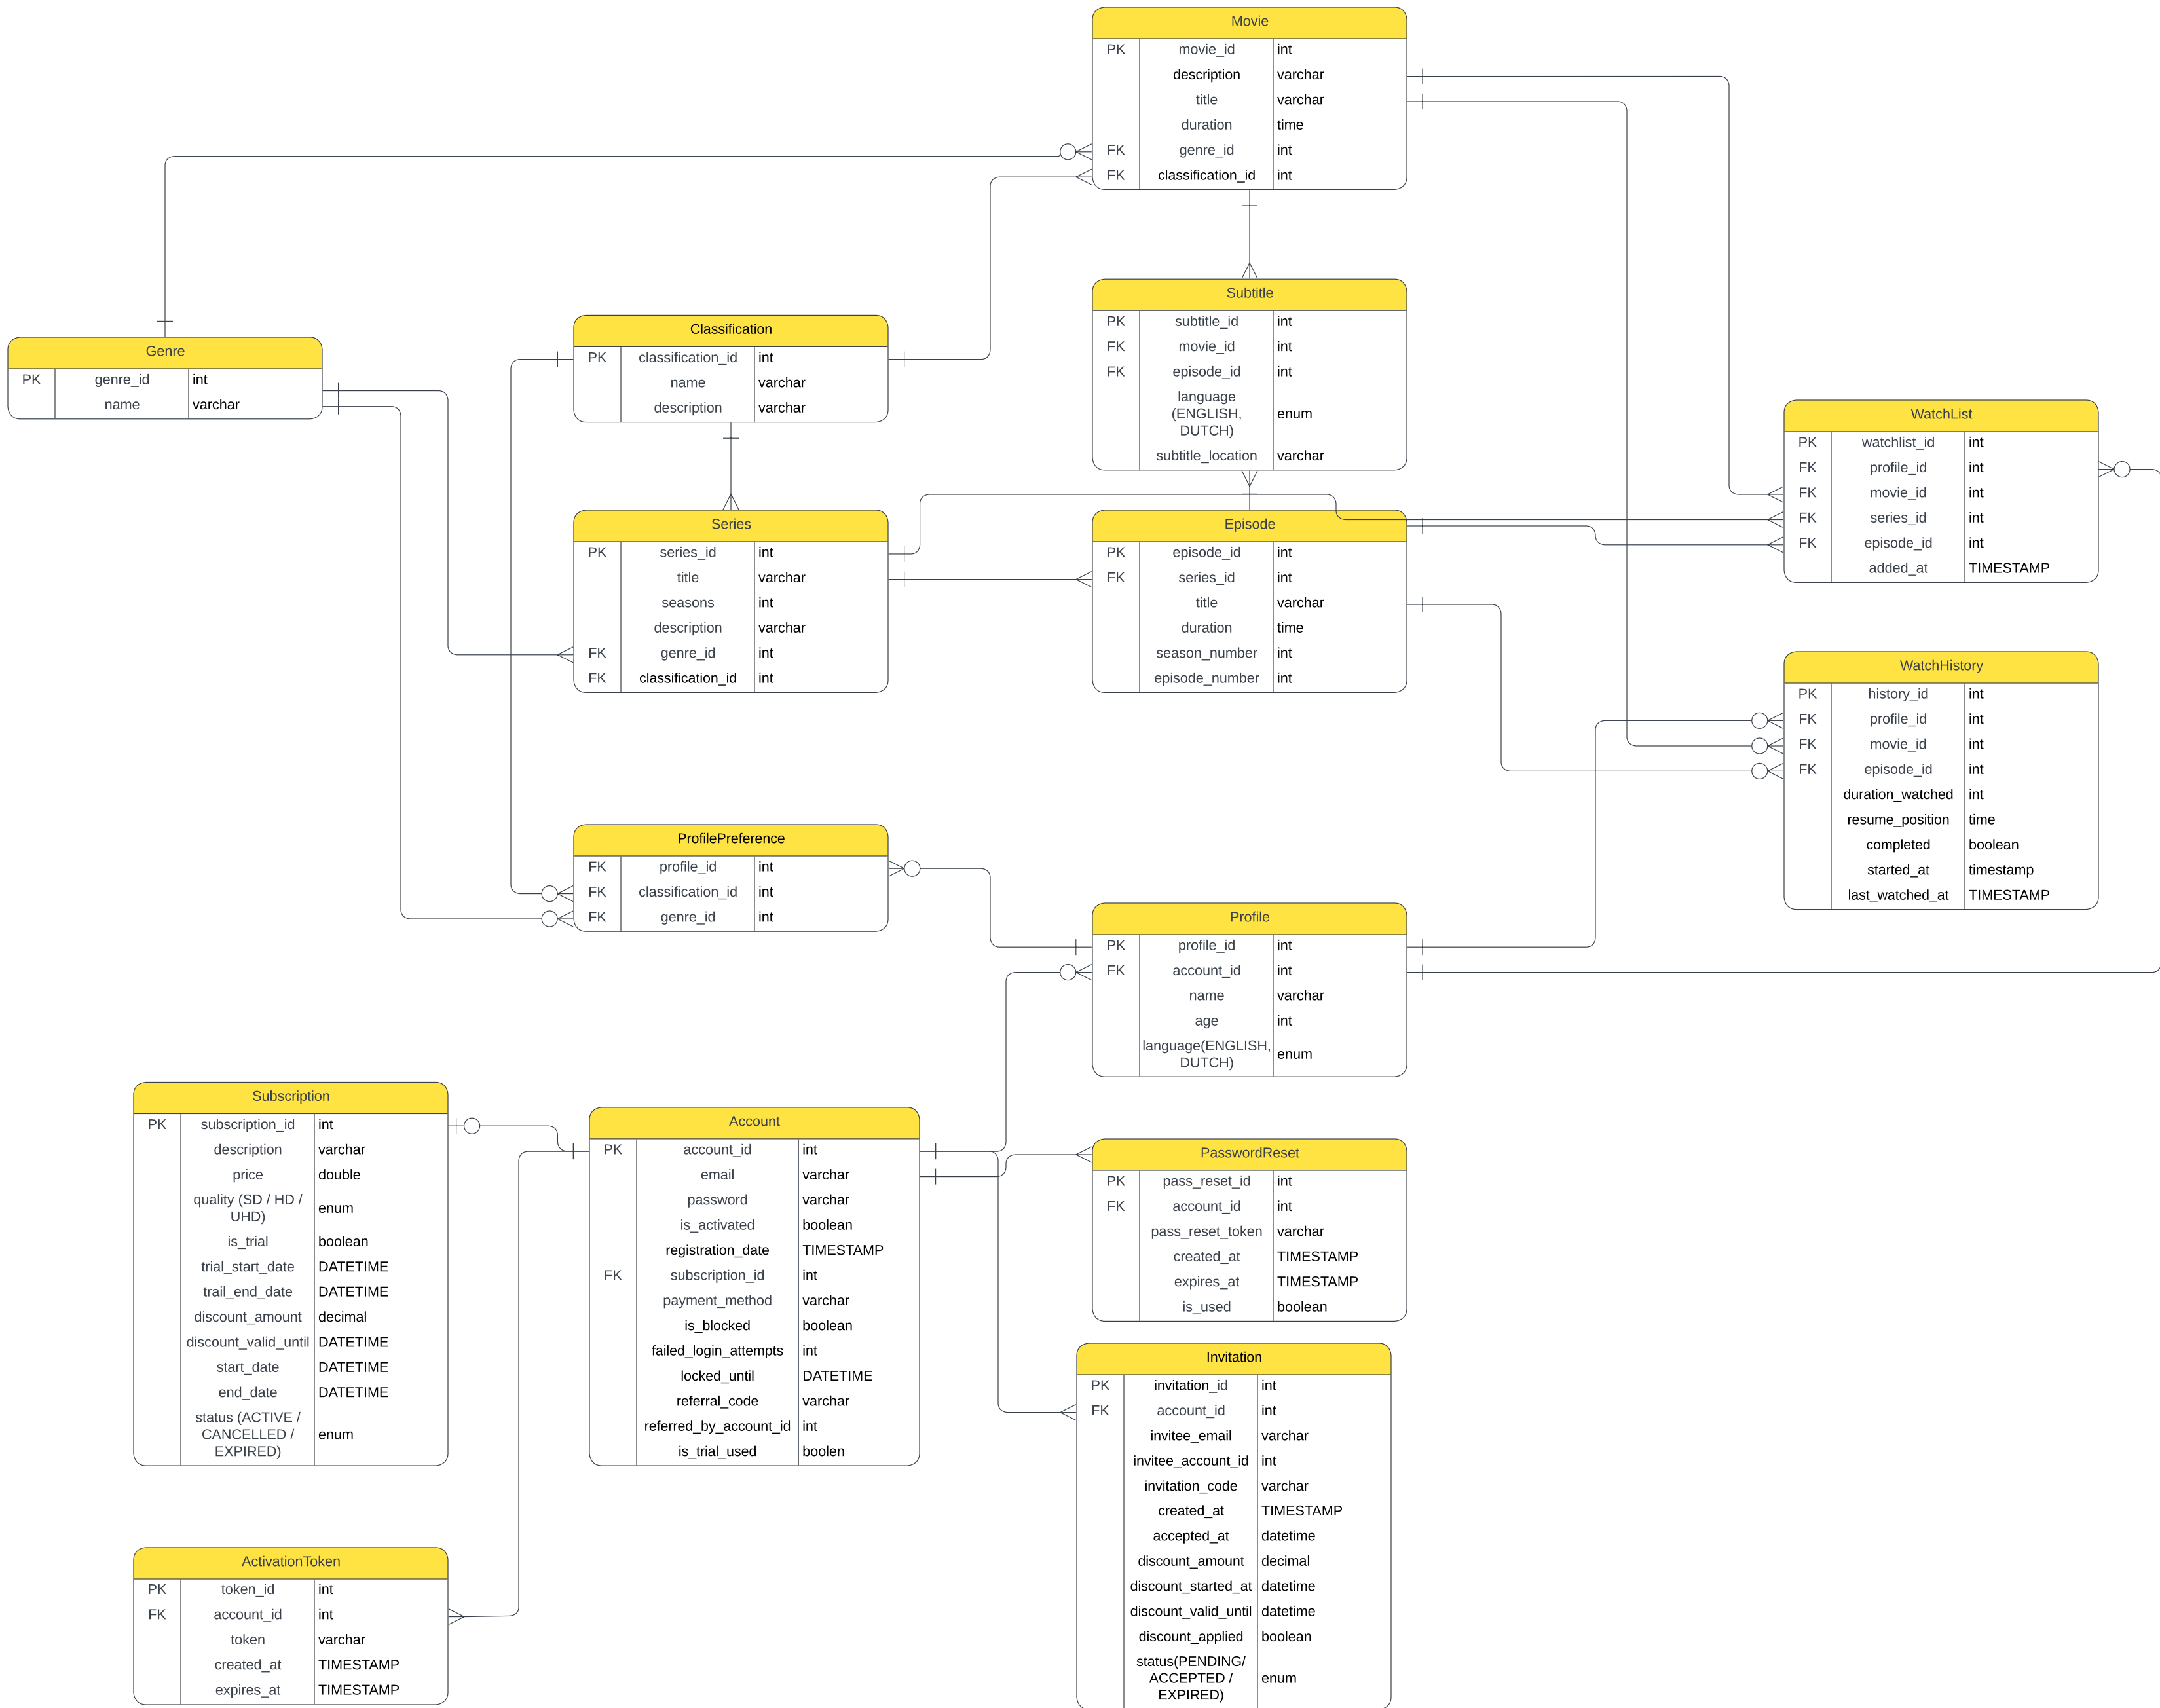 Movie
PK movie_id int
description varchar
title varchar
duration time
FK genre_id int
FK classification_id int
Subtitle
PK subtitle_id int
FK movie_id int
FK episode_id int
language
(ENGLISH,
DUTCH)
enum
subtitle_location varchar
Genre
PK genre_id int
name varchar
Classification
PK classification_id int
name varchar
description varchar
WatchList
PK watchlist_id int
FK profile_id int
FK movie_id int
FK series_id int
FK episode_id int
added_at TIMESTAMP
Series
PK series_id int
title varchar
seasons int
description varchar
FK genre_id int
FK classification_id int
Episode
PK episode_id int
FK series_id int
title varchar
duration time
season_number int
episode_number int
WatchHistory
PK history_id int
FK profile_id int
FK movie_id int
FK episode_id int
duration_watched int
resume_position time
completed boolean
started_at timestamp
last_watched_at TIMESTAMP
ProfilePreference
FK profile_id int
FK classification_id int
FK genre_id int
Profile
PK profile_id int
FK account_id int
name varchar
age int
language(ENGLISH,
DUTCH)
enum
Subscription
PK subscription_id int
description varchar
price double
quality (SD / HD /
UHD)
enum
is_trial boolean
trial_start_date DATETIME
trail_end_date DATETIME
discount_amount decimal
discount_valid_until DATETIME
start_date DATETIME
end_date DATETIME
status (ACTIVE /
CANCELLED /
EXPIRED)
enum
Account
PK account_id int
email varchar
password varchar
is_activated boolean
registration_date TIMESTAMP
FK subscription_id int
payment_method varchar
is_blocked boolean
failed_login_attempts int
locked_until DATETIME
referral_code varchar
referred_by_account_id int
is_trial_used boolen
PasswordReset
PK pass_reset_id int
FK account_id int
pass_reset_token varchar
created_at TIMESTAMP
expires_at TIMESTAMP
is_used boolean
Invitation
PK invitation_id int
FK account_id int
invitee_email varchar
invitee_account_id int
invitation_code varchar
created_at TIMESTAMP
accepted_at datetime
discount_amount decimal
discount_started_at datetime
discount_valid_until datetime
discount_applied boolean
status(PENDING/
ACCEPTED /
EXPIRED)
enum
ActivationToken
PK token_id int
FK account_id int
token varchar
created_at TIMESTAMP
expires_at TIMESTAMP